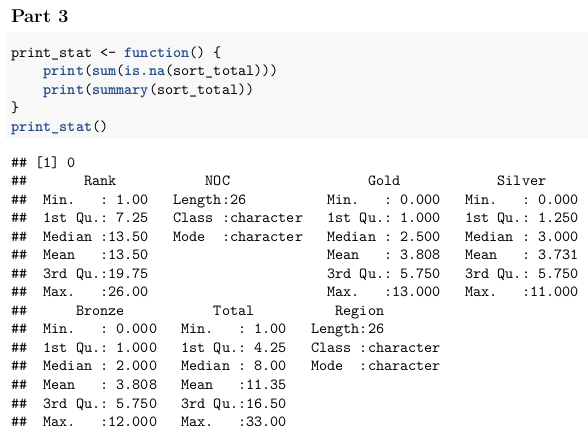 Part 3
print_stat <- function() {
    print(sum(is.na(sort_total)))
    print(summary(sort_total))
}
print_stat()
## [1] 0
##       Rank           NOC                 Gold            Silver
##  Min.   : 1.00   Length:26          Min.   : 0.000   Min.   : 0.000
##  1st Qu.: 7.25   Class :character   1st Qu.: 1.000   1st Qu.: 1.250
##  Median :13.50   Mode  :character   Median : 2.500   Median : 3.000
##  Mean   :13.50                      Mean   : 3.808   Mean   : 3.731
##  3rd Qu.:19.75                      3rd Qu.: 5.750   3rd Qu.: 5.750
##  Max.   :26.00                      Max.   :13.000   Max.   :11.000
##      Bronze           Total          Region
##  Min.   : 0.000   Min.   : 1.00   Length:26
##  1st Qu.: 1.000   1st Qu.: 4.25   Class :character
##  Median : 2.000   Median : 8.00   Mode  :character
##  Mean   : 3.808   Mean   :11.35
##  3rd Qu.: 5.750   3rd Qu.:16.50
##  Max.   :12.000   Max.   :33.00